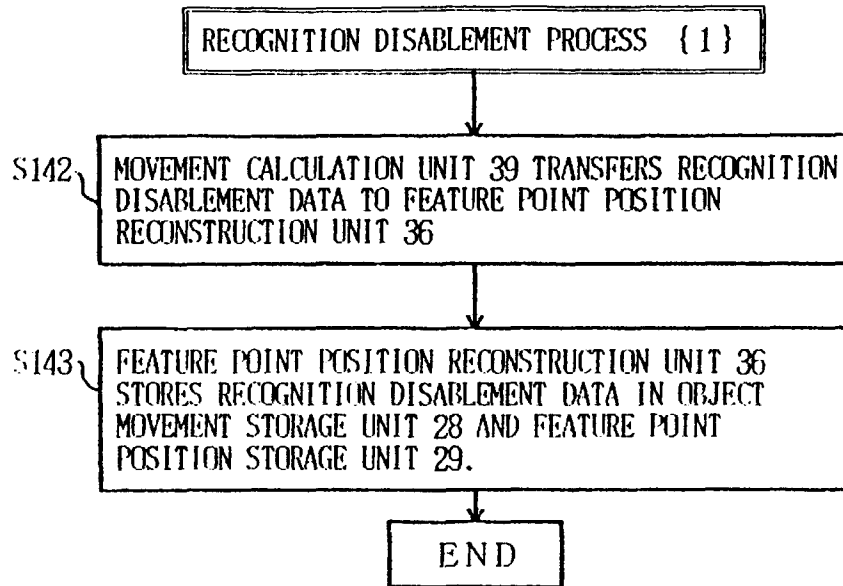 RECOGNITION DISABLEMENT PROCESS {1}
S142
MOVEMENT CALCULATION UNIT 39 TRANSFERS RECOGNITION
DISABLEMENT DATA TO FEATURE POINT POSITION
RECONSTRUCTION UNIT 36
S143
FEATURE POINT POSITION RECONSTRUCTION UNIT 36
STORES RECOGNITION DISABLEMENT DATA IN OBJECT
MOVEMENT STORAGE UNIT 28 AND FEATURE POINT
POSITION STORAGE UNIT 29.
END